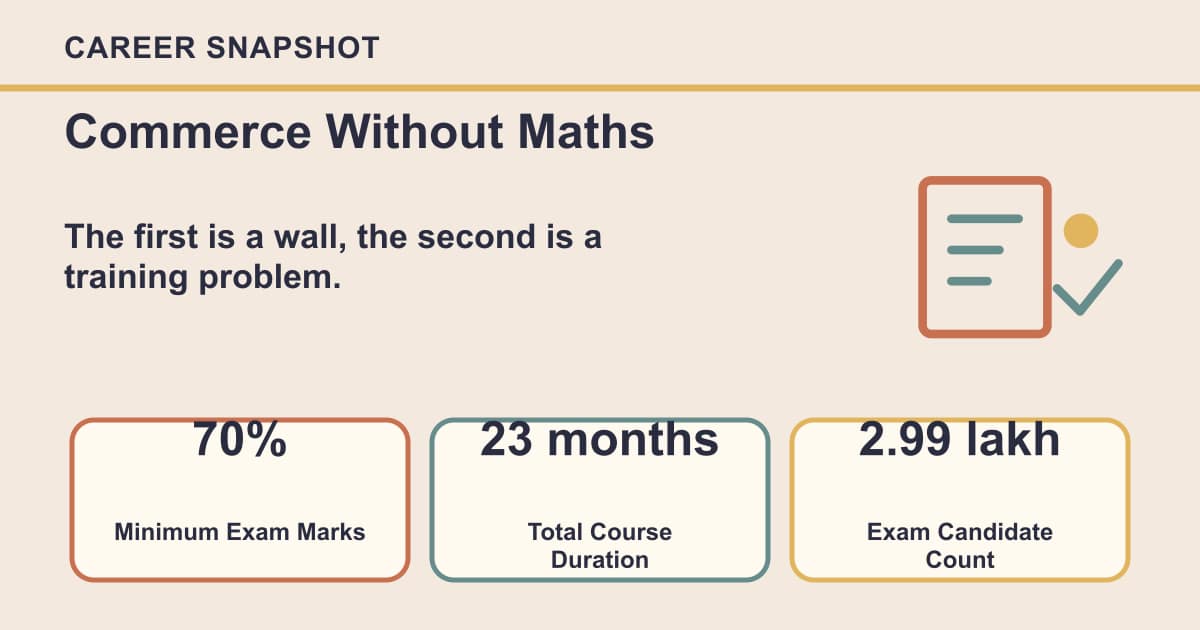 CAREER SNAPSHOT
Commerce Without Maths
The first is a wall, the second is a
training problem.
70%
Minimum Exam Marks
23 months
Total Course
Duration
2.99 lakh
Exam Candidate
Count